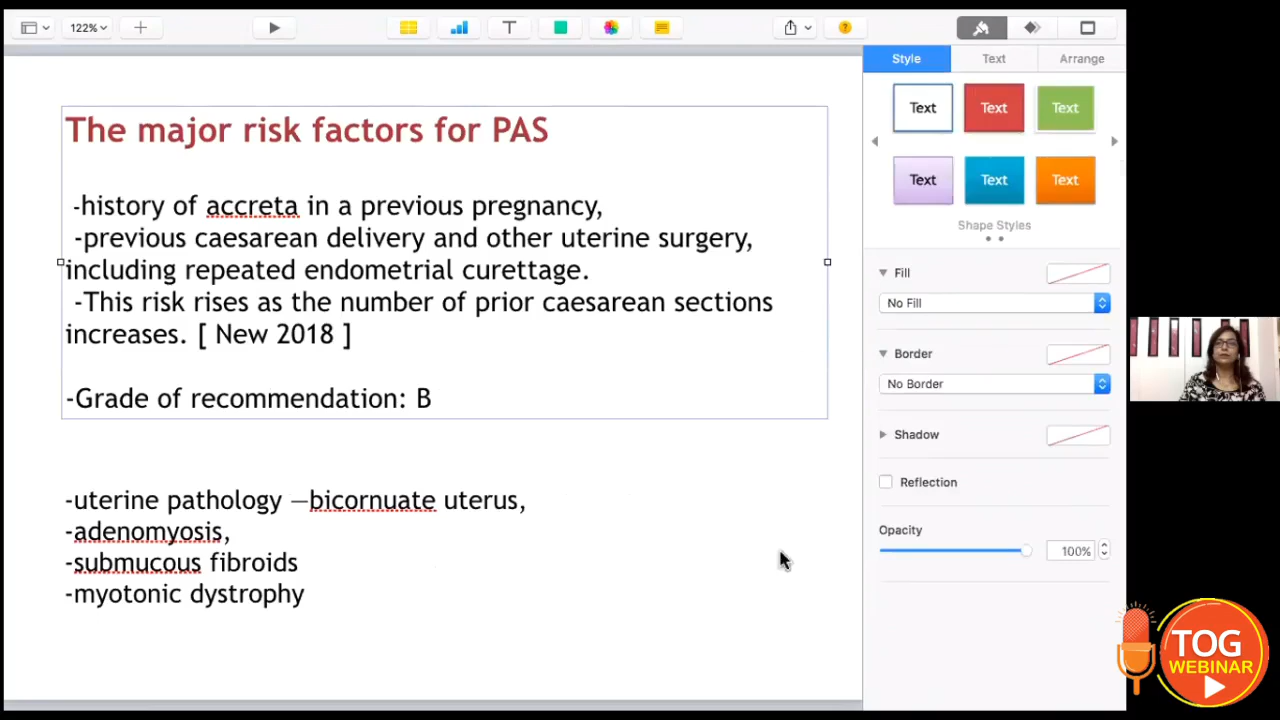 122%
T
?
Style
Text
Arrange
Text
Text
Text
Text
Text
Text
Shape Styles
Fill
No Fill
Border
No Border
Shadow
Reflection
Opacity
100%
The major risk factors for PAS
-history of accreta in a previous pregnancy,
-previous caesarean delivery and other uterine surgery,
including repeated endometrial curettage.
-This risk rises as the number of prior caesarean sections
increases. [ New 2018 ]
-Grade of recommendation: B
-uterine pathology —bicornuate uterus,
-adenomyosis,
-submucous fibroids
-myotonic dystrophy
TOG
WEBINAR